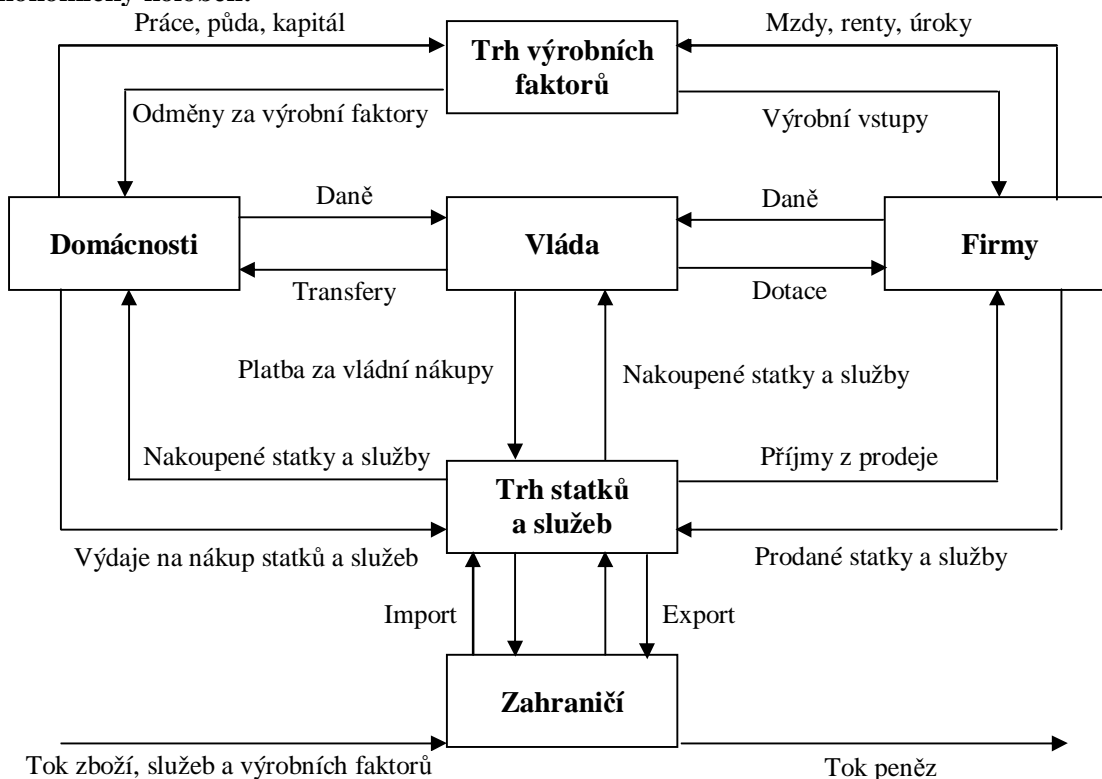 Práce, půda, kapitál
Mzdy, renty, úroky
Trh výrobních
faktorů
Odměny za výrobní faktory
Výrobní vstupy
Daně
Daně
Domácnosti
Vláda
Firmy
Transfery
Dotace
Platba za vládní nákupy
Nakoupené statky a služby
Nakoupené statky a služby
Příjmy z prodeje
Trh statků
a služeb
Výdaje na nákup statků a služeb
Prodané statky a služby
Import
Export
Zahraničí
Tok zboží, služeb a výrobních faktorů
Tok peněz